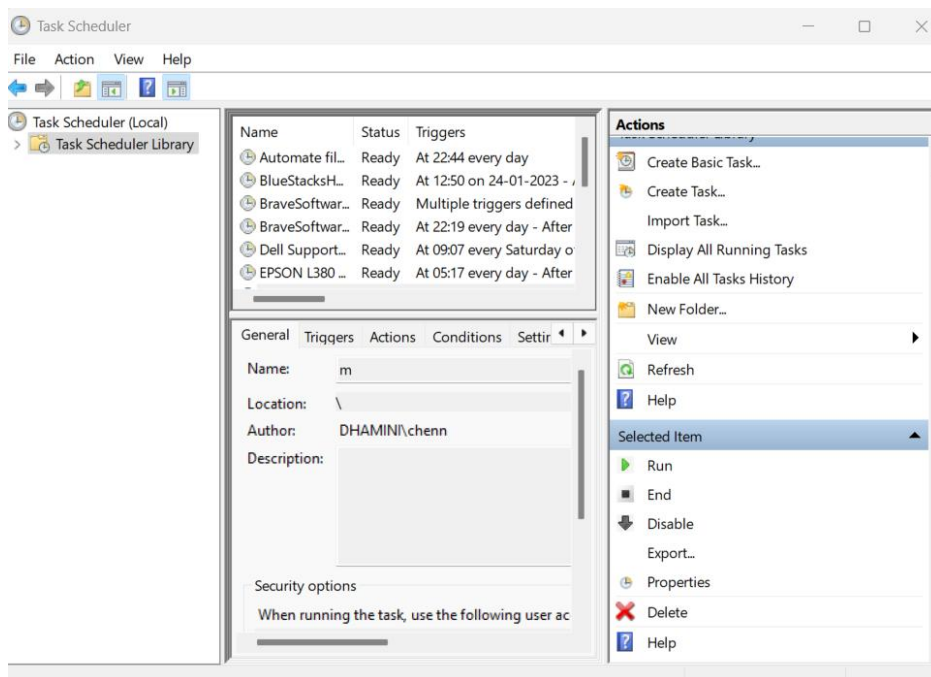 Task Scheduler
File Action View Help
Task Scheduler (Local)
Task Scheduler Library
Name Status Triggers
Automate fil... Ready At 22:44 every day
BlueStacksH... Ready At 12:50 on 24-01-2023 -
BraveSoftwar... Ready Multiple triggers defined
BraveSoftwar... Ready At 22:19 every day - After
Dell Support... Ready At 09:07 every Saturday o
EPSON L380 ... Ready At 05:17 every day - After
General Triggers Actions Conditions Settin
Name: m
Location: \
Author: DHAMINI\chenn
Description:
Security options
When running the task, use the following user ac
Actions
Create Basic Task...
Create Task...
Import Task...
Display All Running Tasks
Enable All Tasks History
New Folder...
View
Refresh
Help
Selected Item
Run
End
Disable
Export...
Properties
Delete
Help